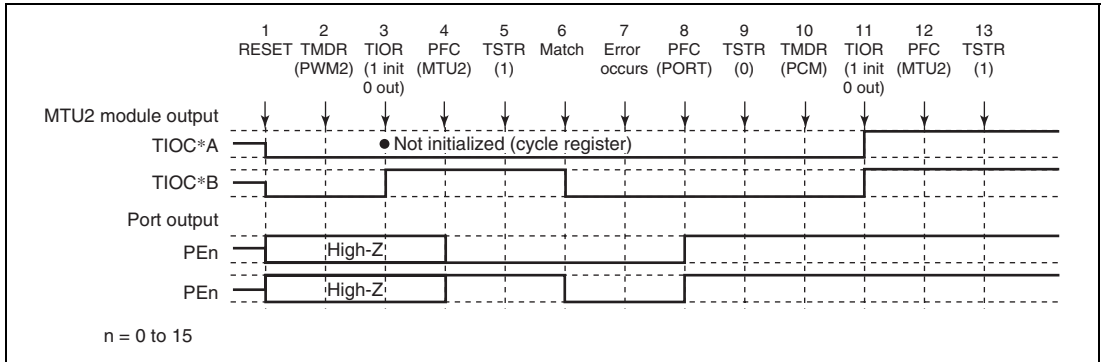 1 2 3 4 5 6 7 8 9 10 11 12 13
RESET TMDR TIOR PFC TSTR Match Error PFC TSTR TMDR TIOR PFC TSTR
(PWM2) (1 init (MTU2) (1) occurs (PORT) (0) (PCM) (1 init (MTU2) (1)
0 out) 0 out)
MTU2 module output
TIOC*A
Not initialized (cycle register)
TIOC*B
Port output
PEn High-Z
PEn High-Z
n = 0 to 15